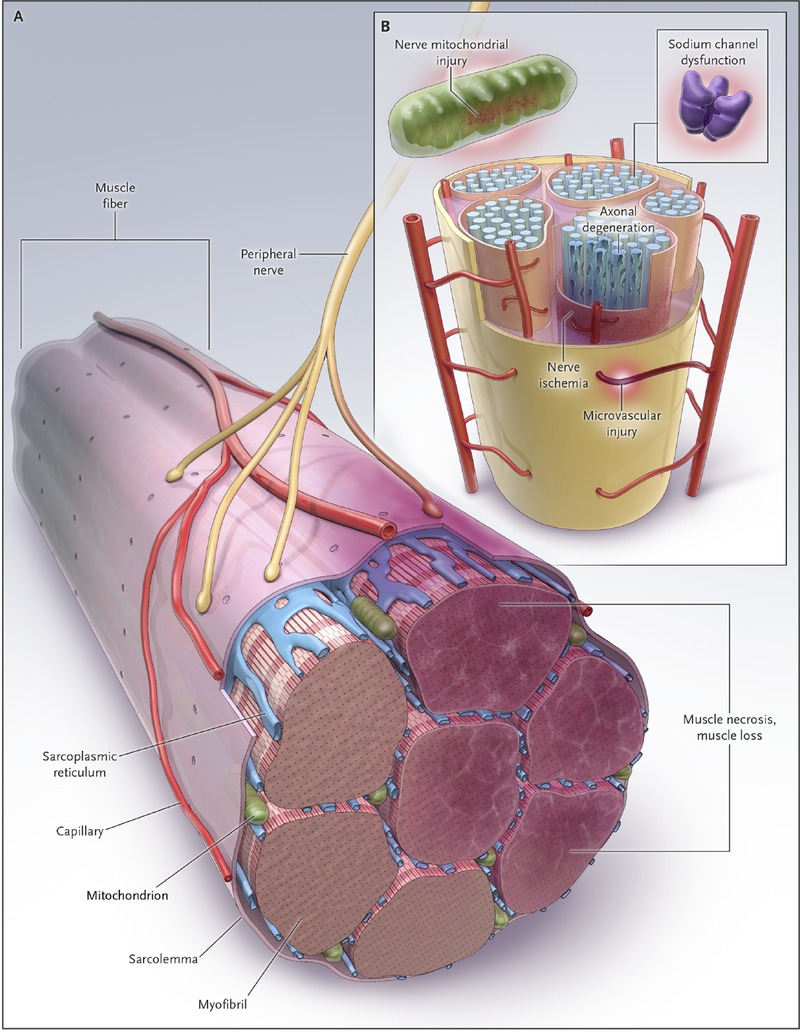 A
Muscle
fiber
Peripheral
nerve
Sarcoplasmic
reticulum
Capillary
Mitochondrion
Sarcolemma
Myofibril
Muscle necrosis,
muscle loss
B
Nerve mitochondrial
injury
Sodium channel
dysfunction
Axonal
degeneration
Nerve
ischemia
Microvascular
injury